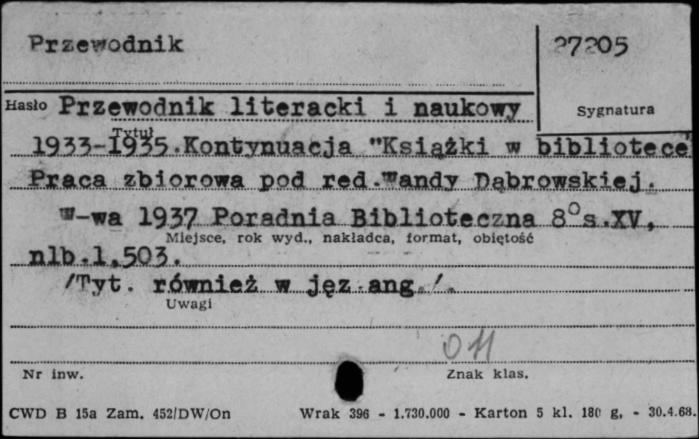 Przewodnik
27205
Hasło Przewodnik literacki i naukowy
Sygnatura
Tytuł
1933-1935.Kontynuacja "Książki w bibliotece"
Praca zbiorowa pod red.Wandy Dąbrowskiej.
W-wa 1937 Poradnia Biblioteczna 8°s.XV,
Miejsce, rok wyd., nakładca, format, objętość
nlb.1,503.
/Tyt. również w jęz.ang./.
Uwagi
011
Nr inw.
Znak klas.
CWD B 15a Zam. 452/DW/On Wrak 396 - 1.730.000 - Karton 5 kl. 180 g, - 30.4.68.